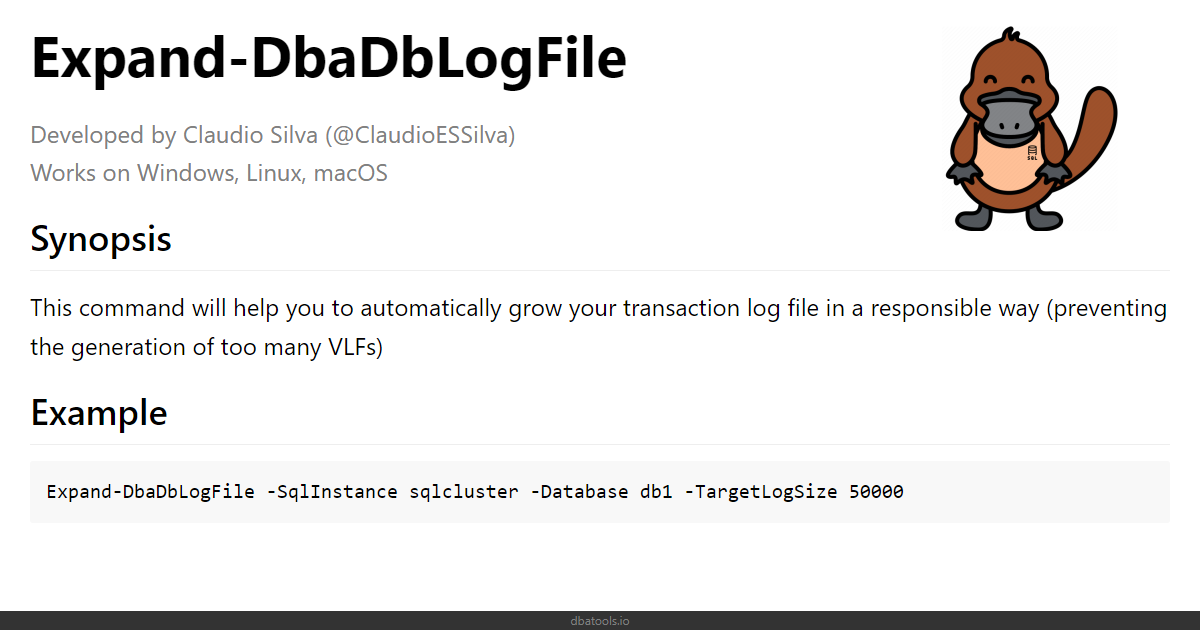 Expand-DbaDbLogFile
Developed by Claudio Silva (@ClaudioESSilva)
Works on Windows, Linux, macOS
SQL
Synopsis
This command will help you to automatically grow your transaction log file in a responsible way (preventing
the generation of too many VLFs)
Example
Expand-DbaDbLogFile -SqlInstance sqlcluster -Database db1 -TargetLogSize 50000
dbatools.io